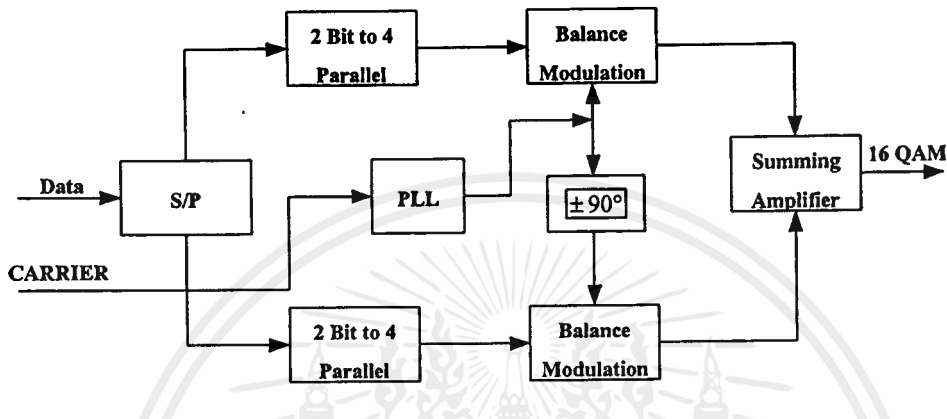 2 Bit to 4
Parallel
Balance
Modulation
Data
S/P
PLL
±90°
Summing
Amplifier
16 QAM
CARRIER
2 Bit to 4
Parallel
Balance
Modulation